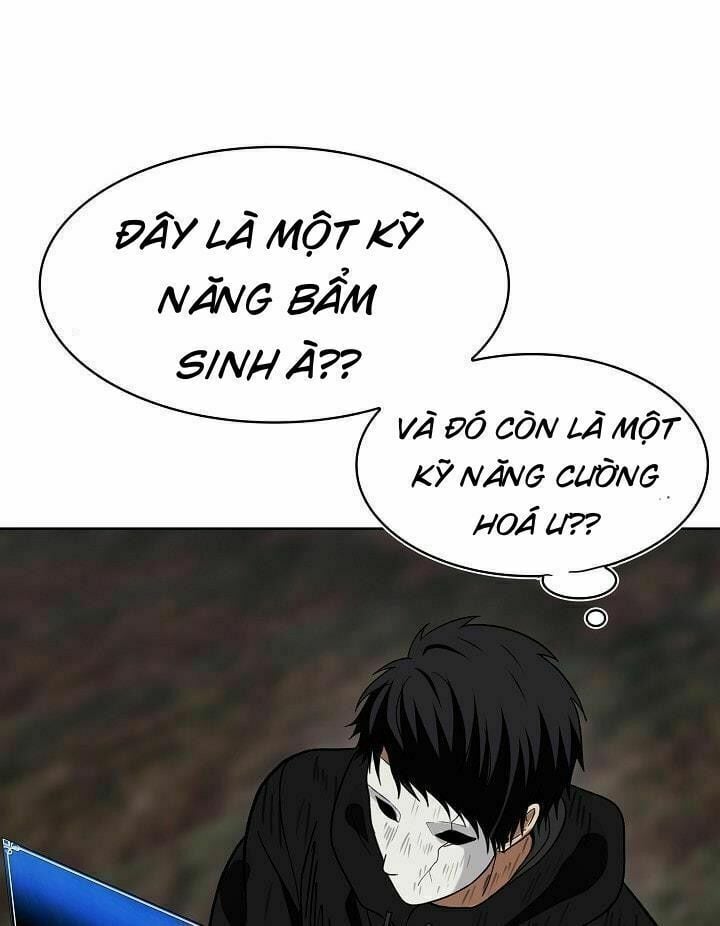 ĐÂY LÀ MỘT KỸ
NĂNG BẨM
SINH À??
VÀ ĐÓ CÒN LÀ MỘT
KỸ NĂNG CƯỜNG
HOÁ Ư??